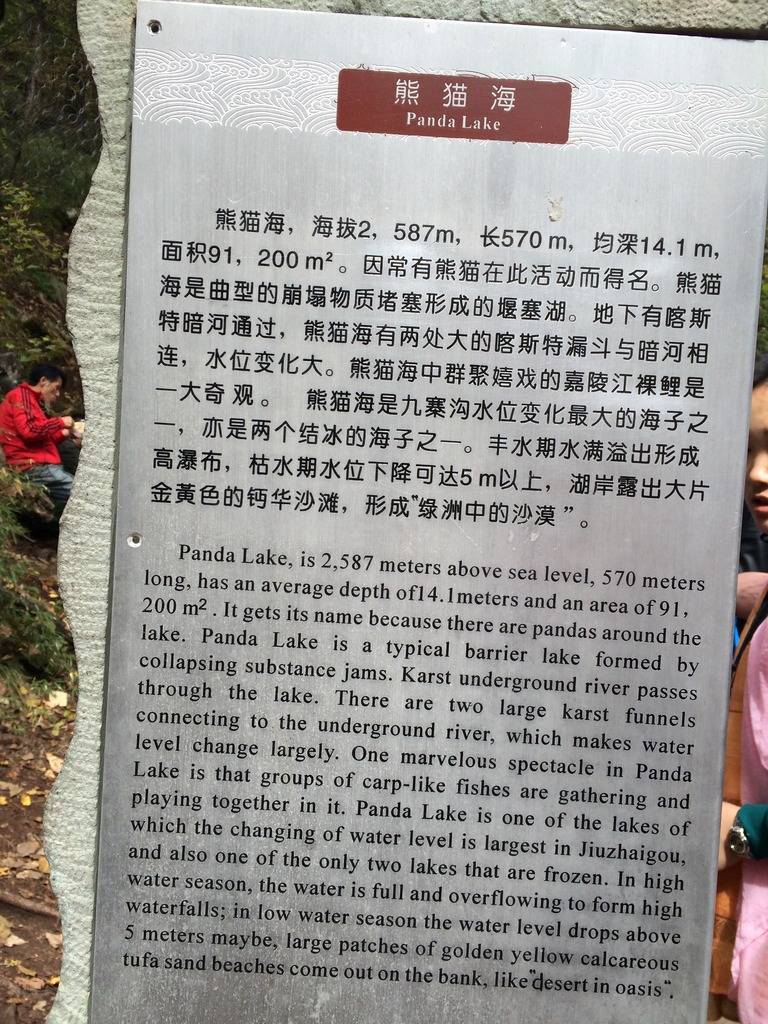 熊 猫 海
Panda Lake
熊猫海，海拔2，587m，长570 m，均深14.1 m，
面积91，200 m²。因常有熊猫在此活动而得名。熊猫
海是曲型的崩塌物质堵塞形成的堰塞湖。地下有喀斯
特暗河通过，熊猫海有两处大的喀斯特漏斗与暗河相
连，水位变化大。熊猫海中群聚嬉戏的嘉陵江裸鲤是
一大奇 观。 熊猫海是九寨沟水位变化最大的海子之
一，亦是两个结冰的海子之一。丰水期水满溢出形成
高瀑布，枯水期水位下降可达5 m以上，湖岸露出大片
金黄色的钙华沙滩，形成“绿洲中的沙漠”。
Panda Lake, is 2,587 meters above sea level, 570 meters
long, has an average depth of14.1meters and an area of 91,
200 m² . It gets its name because there are pandas around the
lake. Panda Lake is a typical barrier lake formed by
collapsing substance jams. Karst underground river passes
through the lake. There are two large karst funnels
connecting to the underground river, which makes water
level change largely. One marvelous spectacle in Panda
Lake is that groups of carp-like fishes are gathering and
playing together in it. Panda Lake is one of the lakes of
which the changing of water level is largest in Jiuzhaigou,
and also one of the only two lakes that are frozen. In high
water season, the water is full and overflowing to form high
waterfalls; in low water season the water level drops above
5 meters maybe, large patches of golden yellow calcareous
tufa sand beaches come out on the bank, like"desert in oasis".